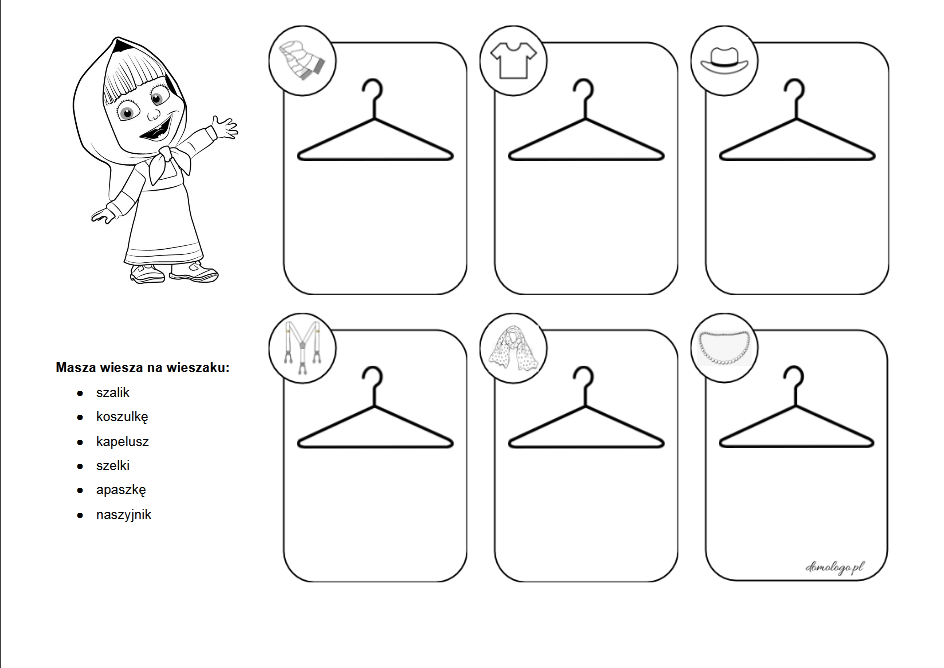 Masza wiesza na wieszaku:
● szalik
● koszulkę
● kapelusz
● szelki
● apaszkę
● naszyjnik
domologo.pl